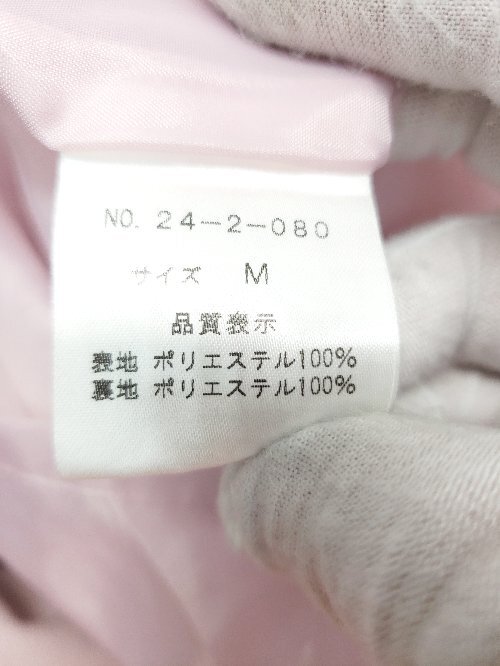 NO. 24-2-080
サイズ M
品質表示
表地 ポリエステル100%
裏地 ポリエステル100%